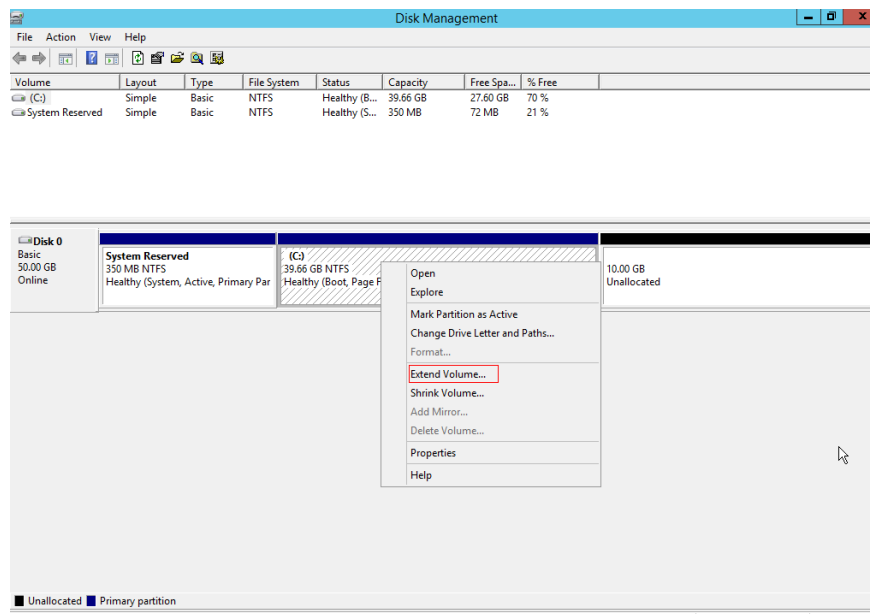 Disk Management
File Action View Help
Volume Layout Type File System Status Capacity Free Spa... % Free
(C:) Simple Basic NTFS Healthy (B... 39.66 GB 27.60 GB 70 %
System Reserved Simple Basic NTFS Healthy (S... 350 MB 72 MB 21 %
Disk 0
Basic
50.00 GB
Online
System Reserved
350 MB NTFS
Healthy (System, Active, Primary Par
(C:)
39.66 GB NTFS
Healthy (Boot, Page F
10.00 GB
Unallocated
Open
Explore
Mark Partition as Active
Change Drive Letter and Paths...
Format...
Extend Volume...
Shrink Volume...
Add Mirror...
Delete Volume...
Properties
Help
Unallocated Primary partition